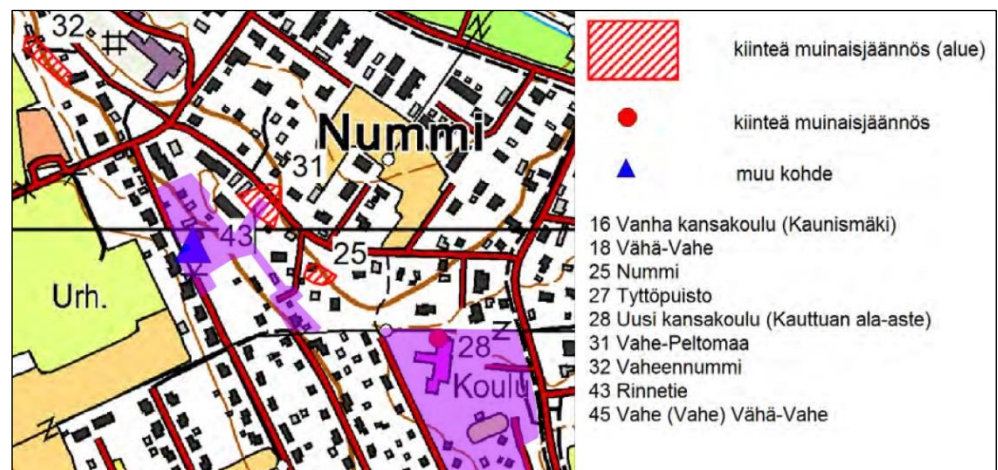 32
Nummi
31
43
25
Urh.
28
Koulu
kiinteä muinaisjäännös (alue)
kiinteä muinaisjäännös
muu kohde
16 Vanha kansakoulu (Kaunismäki)
18 Vähä-Vahe
25 Nummi
27 Tyttöpuisto
28 Uusi kansakoulu (Kauttuan ala-aste)
31 Vahe-Peltomaa
32 Vaheennummi
43 Rinnetie
45 Vahe (Vahe) Vähä-Vahe